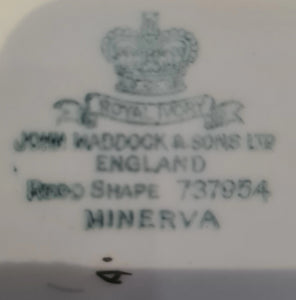 ROYAL IVORY
JOHN MADDOCK & SONS LTD
ENGLAND
REGD SHAPE 737954
MINERVA